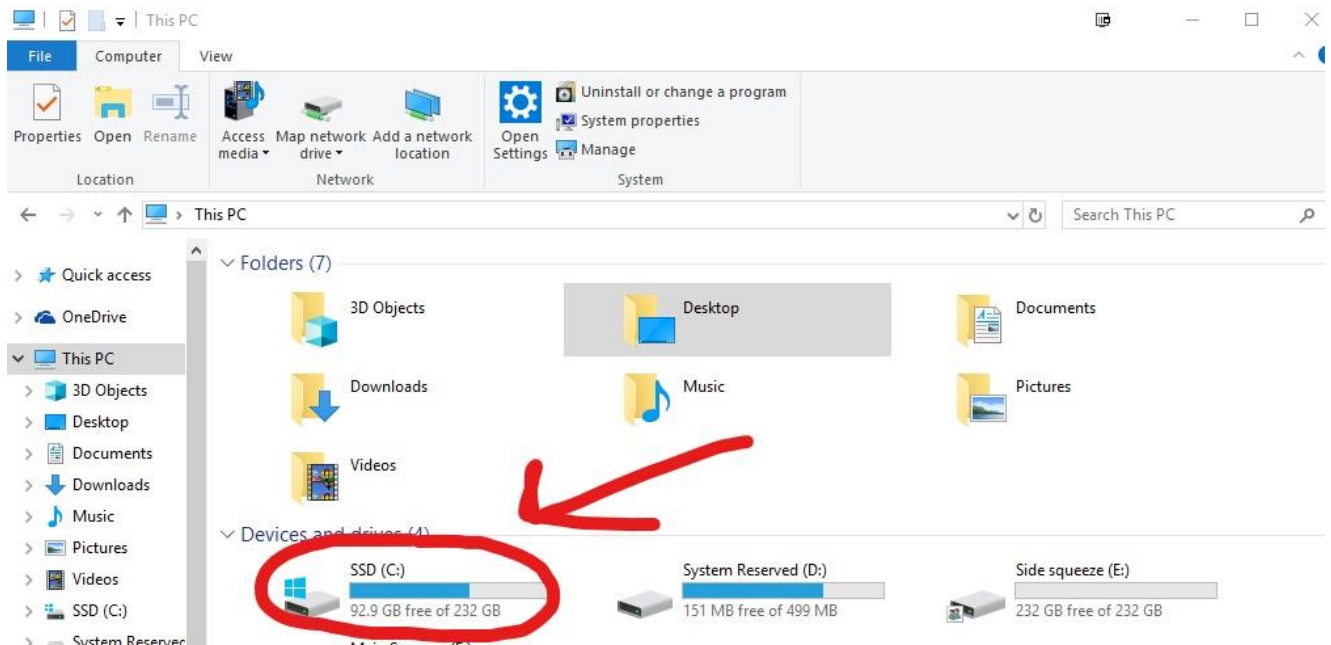 This PC
File Computer View
Properties Open Rename Access media Map network drive Add a network location Open Settings Uninstall or change a program
System properties
Manage
Location Network System
This PC Search This PC
Quick access
OneDrive
This PC
3D Objects
Desktop
Documents
Downloads
Music
Pictures
Videos
SSD (C:)
System Reserved
Folders (7)
3D Objects Desktop Documents
Downloads Music Pictures
Videos
Devices and drives (4)
SSD (C:) System Reserved (D:) Side squeeze (E:)
92.9 GB free of 232 GB 151 MB free of 499 MB 232 GB free of 232 GB